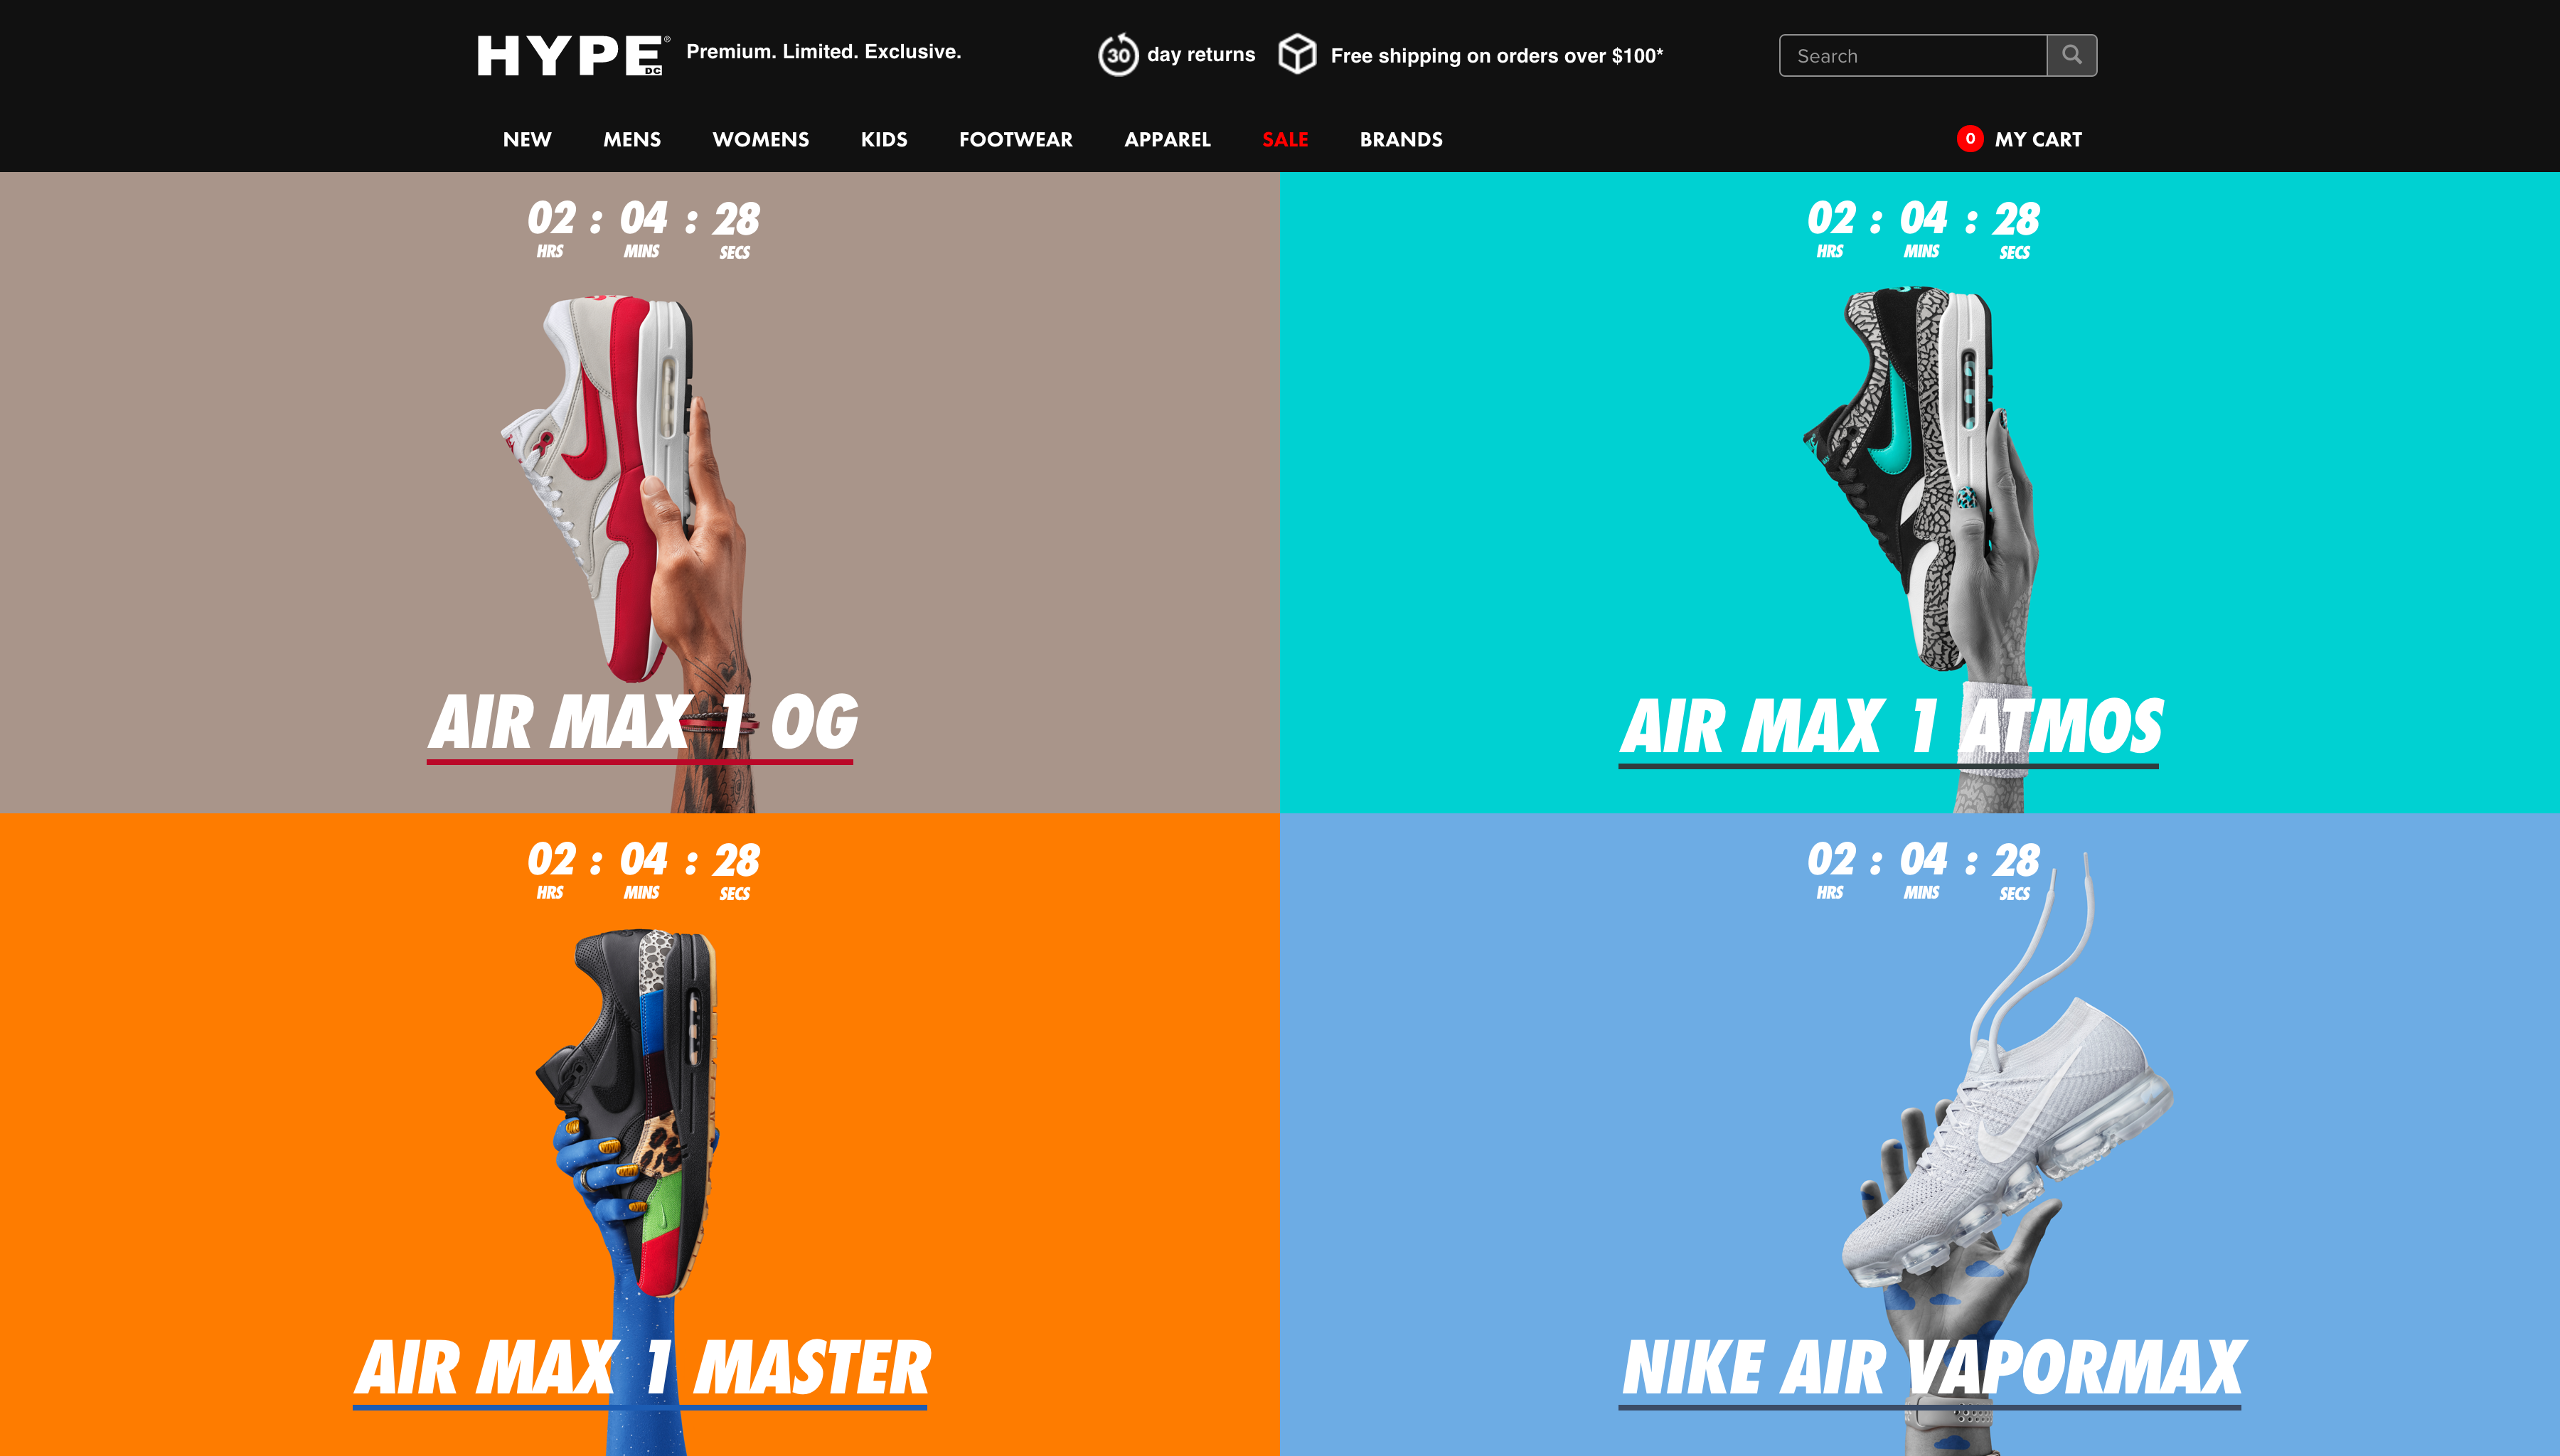 HYPE DC® Premium. Limited. Exclusive.
30 day returns
Free shipping on orders over $100*
Search
NEW MENS WOMENS KIDS FOOTWEAR APPAREL SALE BRANDS
0 MY CART
02 : 04 : 28
HRS MINS SECS
AIR MAX 1 OG
02 : 04 : 28
HRS MINS SECS
AIR MAX 1 ATMOS
02 : 04 : 28
HRS MINS SECS
AIR MAX 1 MASTER
02 : 04 : 28
HRS MINS SECS
NIKE AIR VAPORMAX